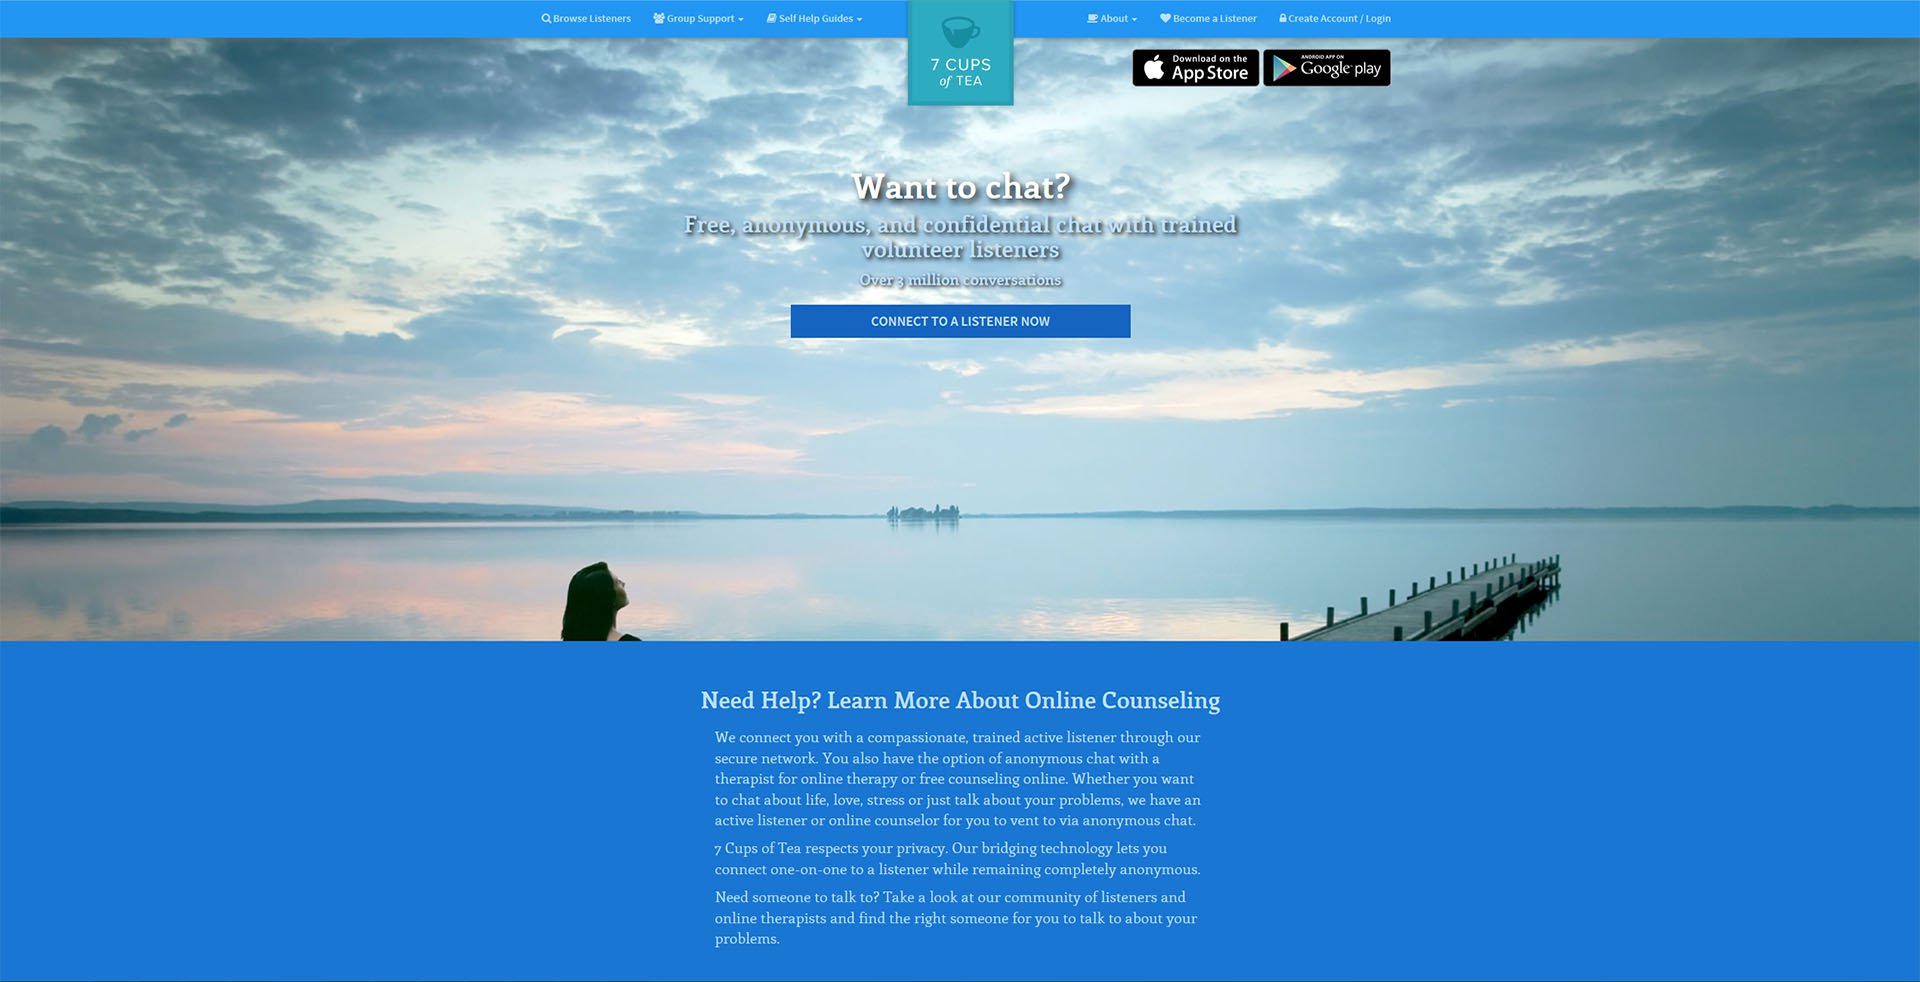 Browse Listeners
Group Support
Self Help Guides
7 CUPS
of TEA
About
Become a Listener
Create Account / Login
Download on the
App Store
ANDROID APP ON
Google play
Want to chat?
Free, anonymous, and confidential chat with trained
volunteer listeners
Over 3 million conversations
CONNECT TO A LISTENER NOW
Need Help? Learn More About Online Counseling
We connect you with a compassionate, trained active listener through our
secure network. You also have the option of anonymous chat with a
therapist for online therapy or free counseling online. Whether you want
to chat about life, love, stress or just talk about your problems, we have an
active listener or online counselor for you to vent to via anonymous chat.
7 Cups of Tea respects your privacy. Our bridging technology lets you
connect one-on-one to a listener while remaining completely anonymous.
Need someone to talk to? Take a look at our community of listeners and
online therapists and find the right someone for you to talk to about your
problems.